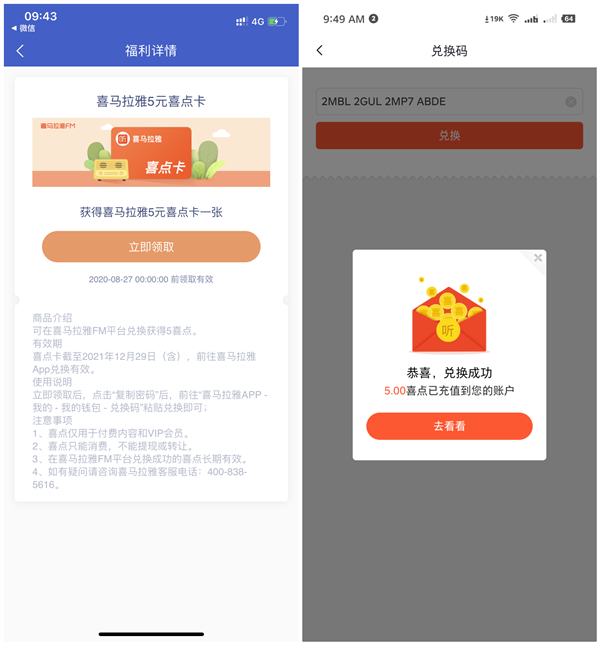 09:43
4G
微信
福利详情
喜马拉雅5元喜点卡
喜马拉雅FM
听
喜马拉雅
喜点卡
获得喜马拉雅5元喜点卡一张
立即领取
2020-08-27 00:00:00 前领取有效
商品介绍
可在喜马拉雅FM平台兑换获得5喜点。
有效期
喜点卡截至2021年12月29日（含），前往喜马拉雅
App兑换有效。
使用说明
立即领取后，点击“复制密码”后，前往“喜马拉雅APP -
我的 - 我的钱包 - 兑换码”粘贴兑换即可；
注意事项
1、喜点仅用于付费内容和VIP会员。
2、喜点只能消费，不能提现或转让。
3、在喜马拉雅FM平台兑换成功的喜点长期有效。
4、如有疑问请咨询喜马拉雅客服电话：400-838-
5616。
9:49 AM 2
19K
64
兑换码
2MBL 2GUL 2MP7 ABDE
兑换
喜
喜
喜
喜
喜
听
恭喜，兑换成功
5.00喜点已充值到您的账户
去看看